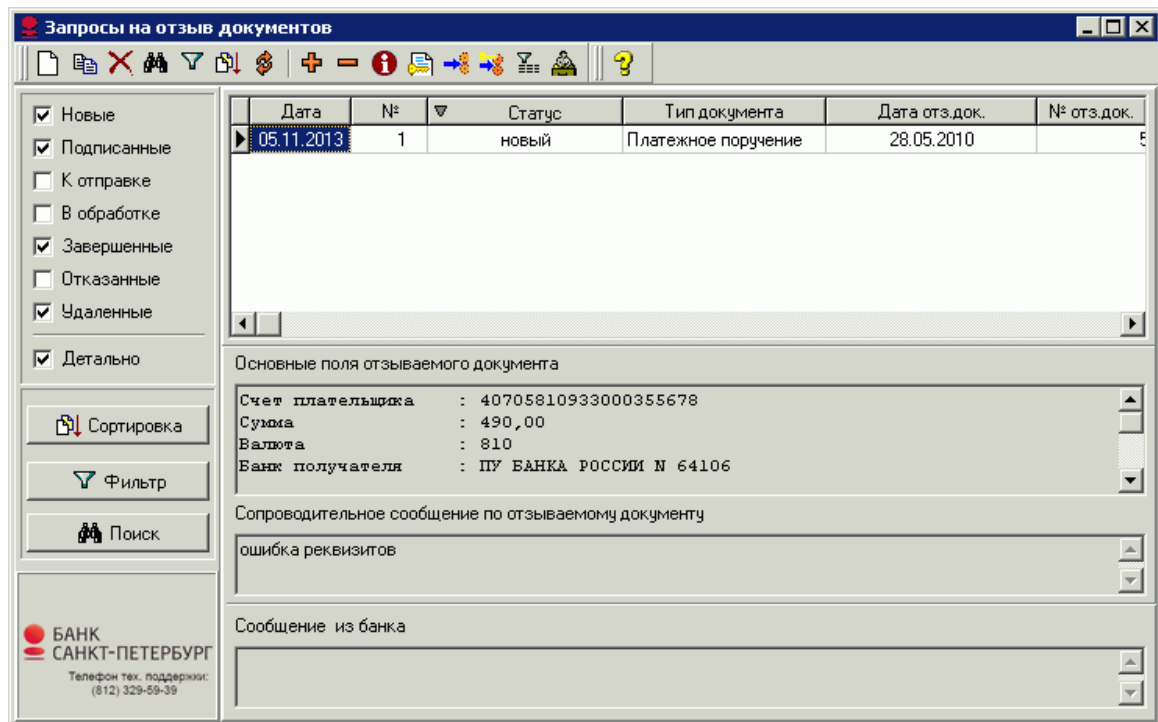 Запросы на отзыв документов
Новые
Подписанные
К отправке
В обработке
Завершенные
Отказанные
Удаленные
Детально
Сортировка
Фильтр
Поиск
БАНК
САНКТ-ПЕТЕРБУРГ
Телефон тех. поддержки:
(812) 329-59-39
Дата № Статус Тип документа Дата отз.док. № отз.док.
05.11.2013 1 новый Платежное поручение 28.05.2010 5
Основные поля отзываемого документа
Счет плательщика : 40705810933000355678
Сумма : 490,00
Валюта : 810
Банк получателя : ПУ БАНКА РОССИИ N 64106
Сопроводительное сообщение по отзываемому документу
ошибка реквизитов
Сообщение из банка